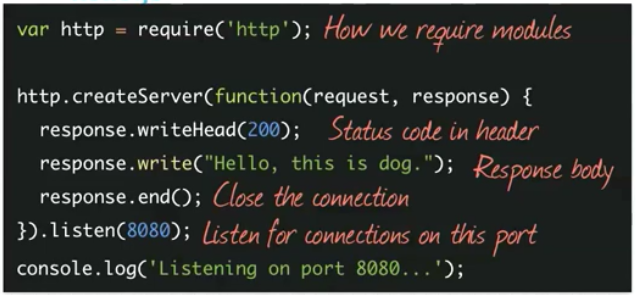 var http = require('http'); How we require modules
http.createServer(function(request, response) {
response.writeHead(200); Status code in header
response.write("Hello, this is dog."); Response body
response.end(); Close the connection
}).listen(8080); Listen for connections on this port
console.log('Listening on port 8080...');